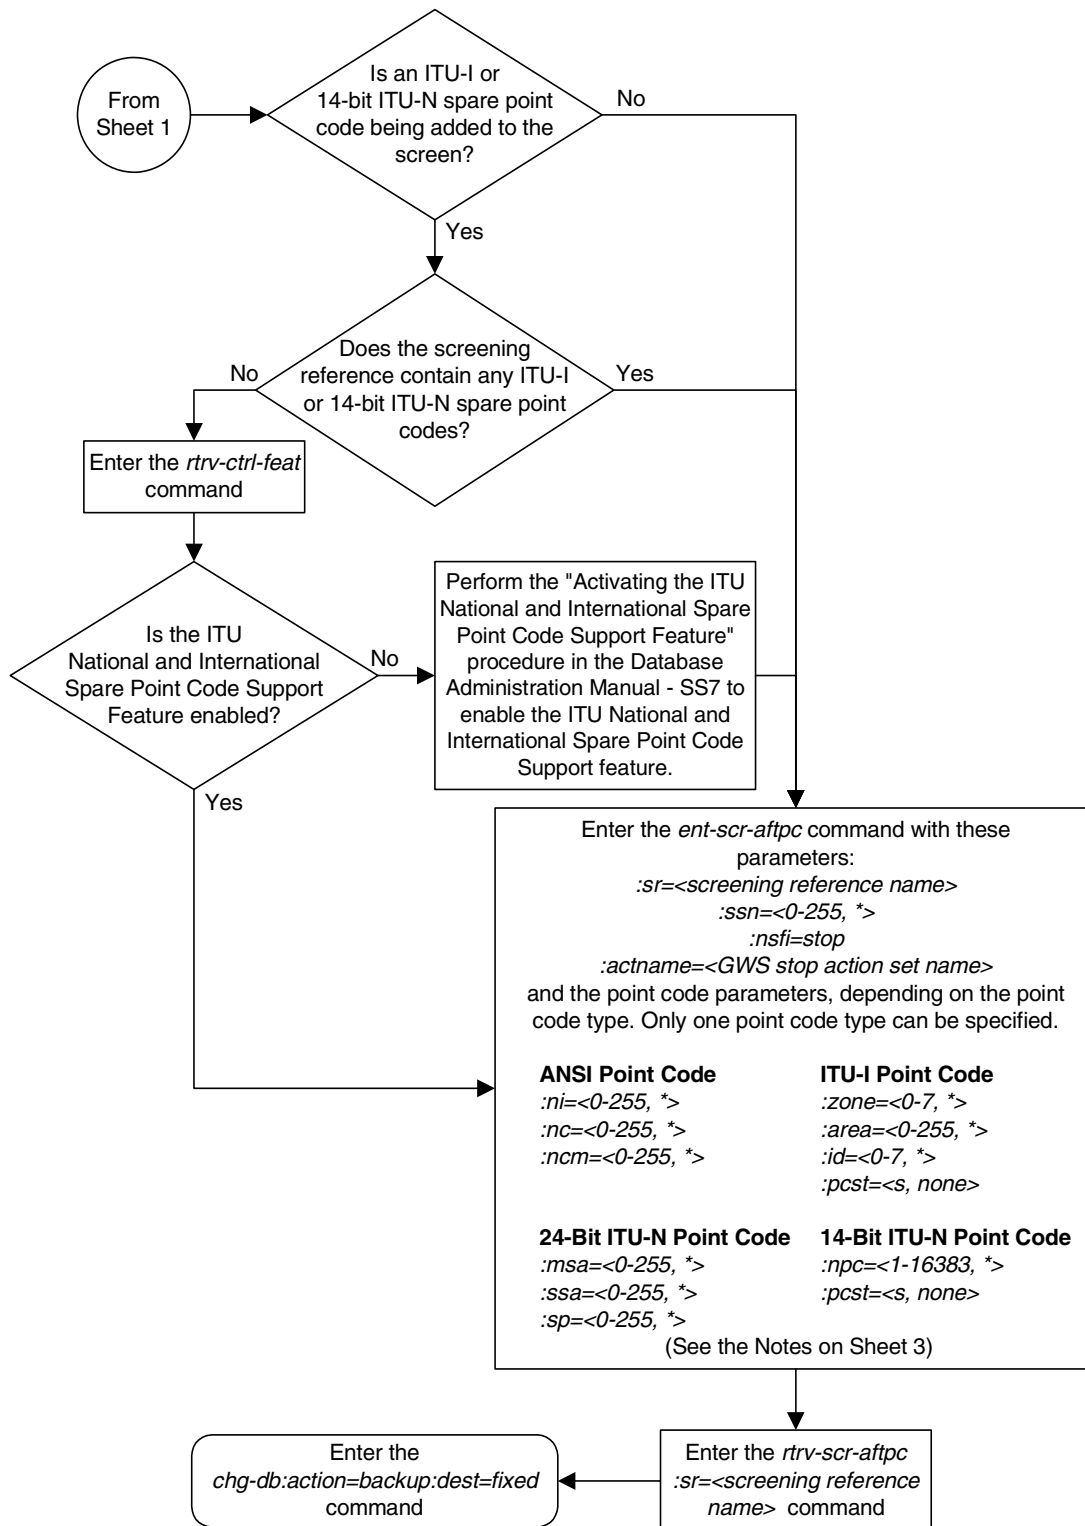 From
Sheet 1
Is an ITU-I or
14-bit ITU-N spare point
code being added to the
screen?
No
Yes
Does the screening
reference contain any ITU-I
or 14-bit ITU-N spare point
codes?
No
Yes
Enter the rtrv-ctrl-feat
command
Is the ITU
National and International
Spare Point Code Support
Feature enabled?
No
Yes
Perform the "Activating the ITU
National and International Spare
Point Code Support Feature"
procedure in the Database
Administration Manual - SS7 to
enable the ITU National and
International Spare Point Code
Support feature.
Enter the ent-scr-aftpc command with these
parameters:
:sr=<screening reference name>
:ssn=<0-255, *>
:nsfi=stop
:actname=<GWS stop action set name>
and the point code parameters, depending on the point
code type. Only one point code type can be specified.
ANSI Point Code
:ni=<0-255, *>
:nc=<0-255, *>
:ncm=<0-255, *>
ITU-I Point Code
:zone=<0-7, *>
:area=<0-255, *>
:id=<0-7, *>
:pcst=<s, none>
24-Bit ITU-N Point Code
:msa=<0-255, *>
:ssa=<0-255, *>
:sp=<0-255, *>
14-Bit ITU-N Point Code
:npc=<1-16383, *>
:pcst=<s, none>
(See the Notes on Sheet 3)
Enter the rtrv-scr-aftpc
:sr=<screening reference
name> command
Enter the
chg-db:action=backup:dest=fixed
command